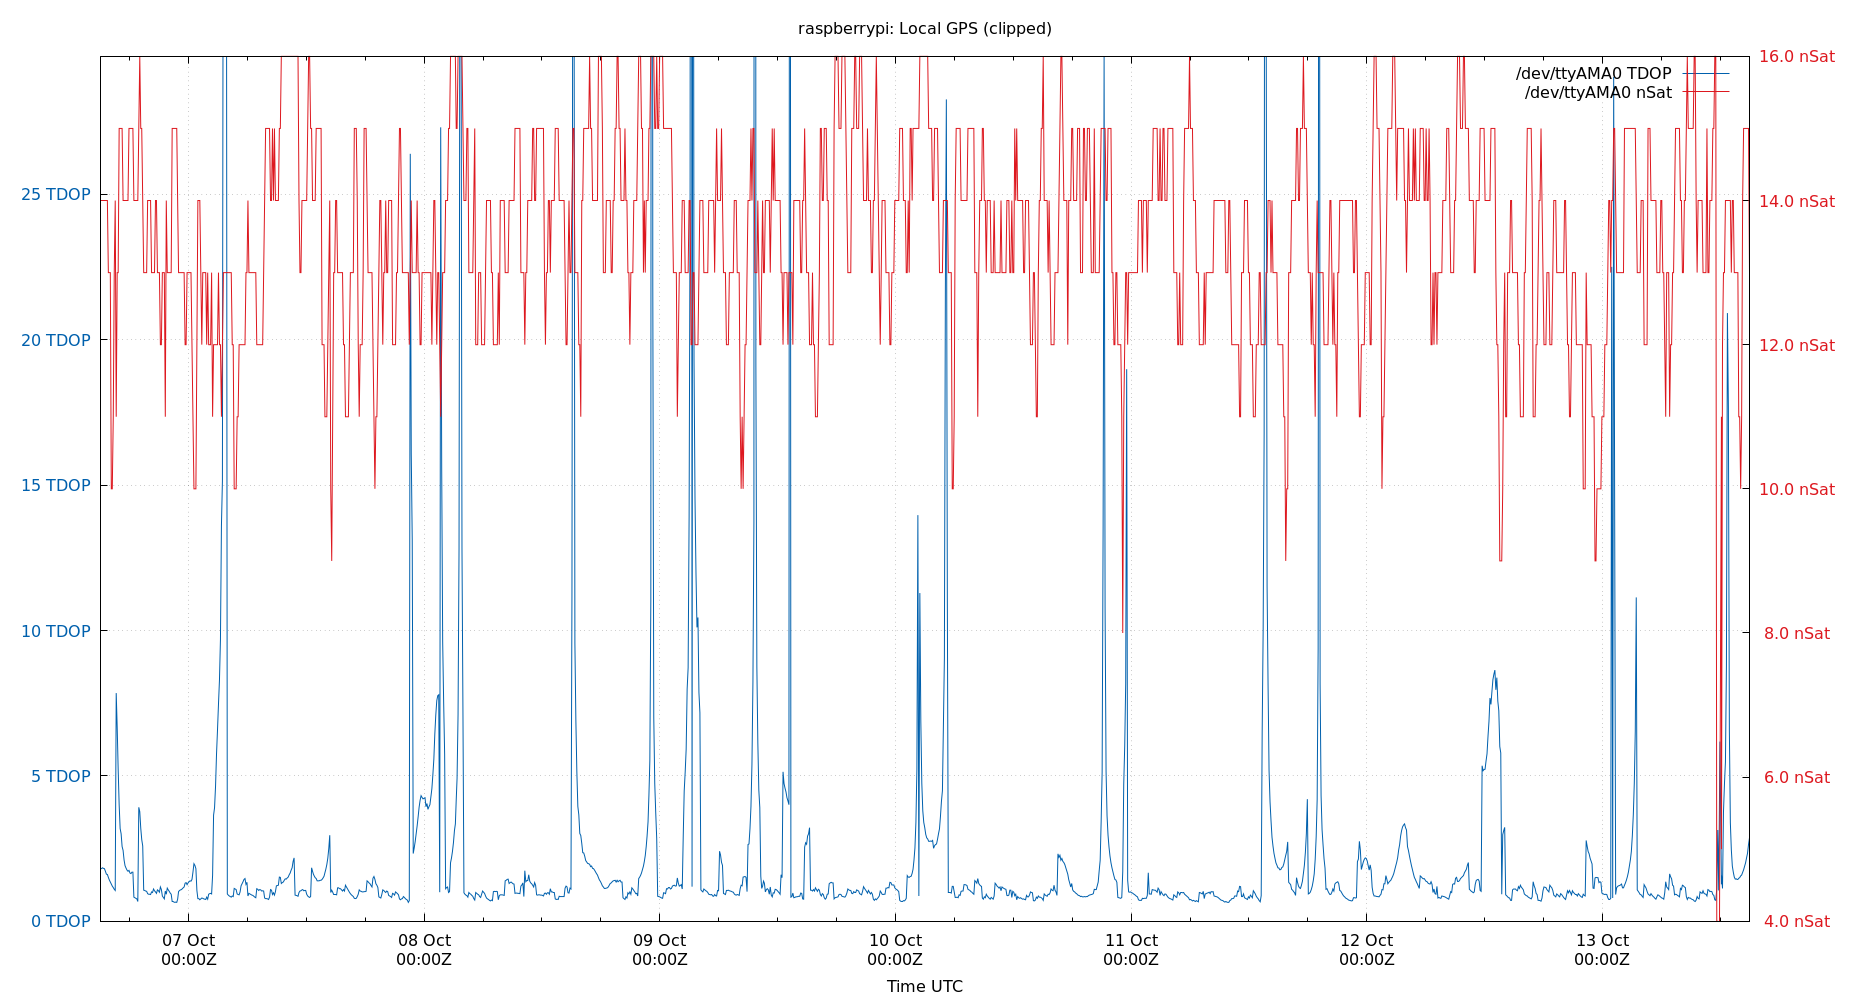 raspberrypi: Local GPS (clipped)
16.0 nSat
/dev/ttyAMA0 TDOP
/dev/ttyAMA0 nSat
25 TDOP
14.0 nSat
20 TDOP
12.0 nSat
15 TDOP
10.0 nSat
10 TDOP
8.0 nSat
5 TDOP
6.0 nSat
0 TDOP
4.0 nSat
07 Oct
00:00Z
08 Oct
00:00Z
09 Oct
00:00Z
10 Oct
00:00Z
11 Oct
00:00Z
12 Oct
00:00Z
13 Oct
00:00Z
Time UTC